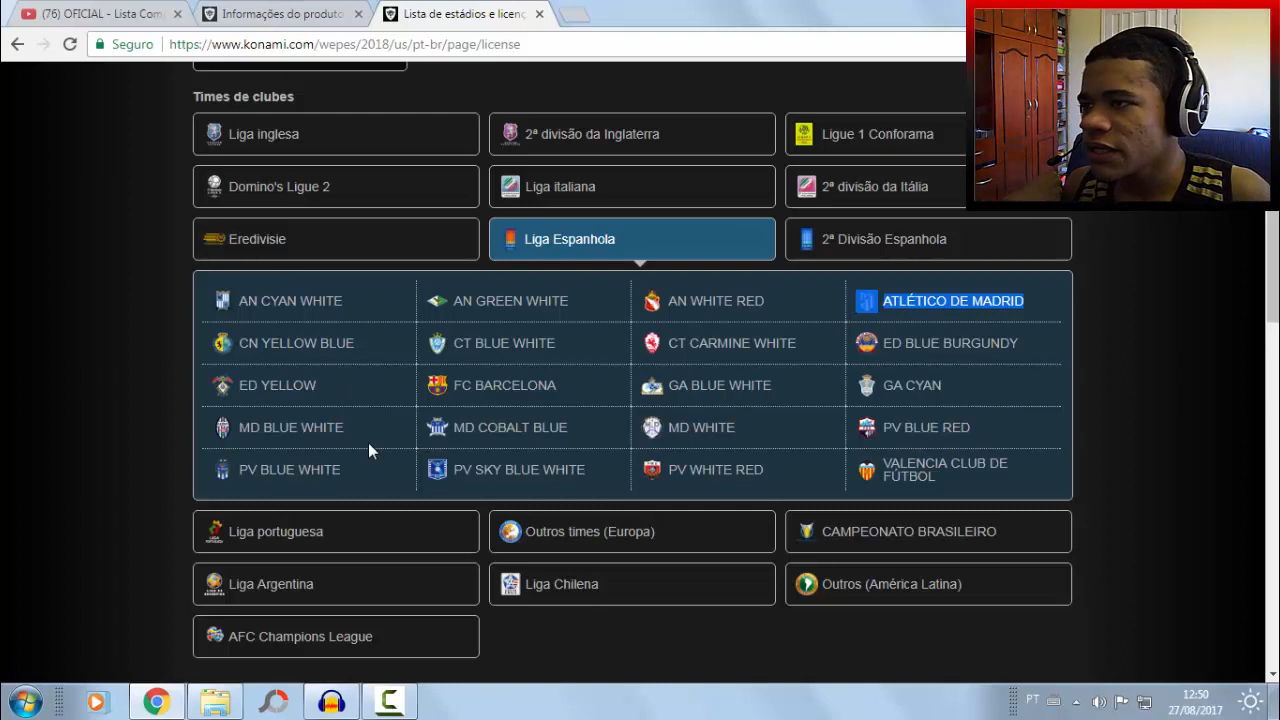 (76) OFICIAL - Lista Com
Informações do produto
Lista de estádios e licenç
Seguro
https://www.konami.com/wepes/2018/us/pt-br/page/license
Times de clubes
Liga inglesa
2ª divisão da Inglaterra
Ligue 1 Conforama
Domino's Ligue 2
Liga italiana
2ª divisão da Itália
Eredivisie
Liga Espanhola
2ª Divisão Espanhola
AN CYAN WHITE
AN GREEN WHITE
AN WHITE RED
ATLÉTICO DE MADRID
CN YELLOW BLUE
CT BLUE WHITE
CT CARMINE WHITE
ED BLUE BURGUNDY
ED YELLOW
FC BARCELONA
GA BLUE WHITE
GA CYAN
MD BLUE WHITE
MD COBALT BLUE
MD WHITE
PV BLUE RED
PV BLUE WHITE
PV SKY BLUE WHITE
PV WHITE RED
VALENCIA CLUB DE
FÚTBOL
Liga portuguesa
Outros times (Europa)
CAMPEONATO BRASILEIRO
Liga Argentina
Liga Chilena
Outros (América Latina)
AFC Champions League
PT
12:50
27/08/2017